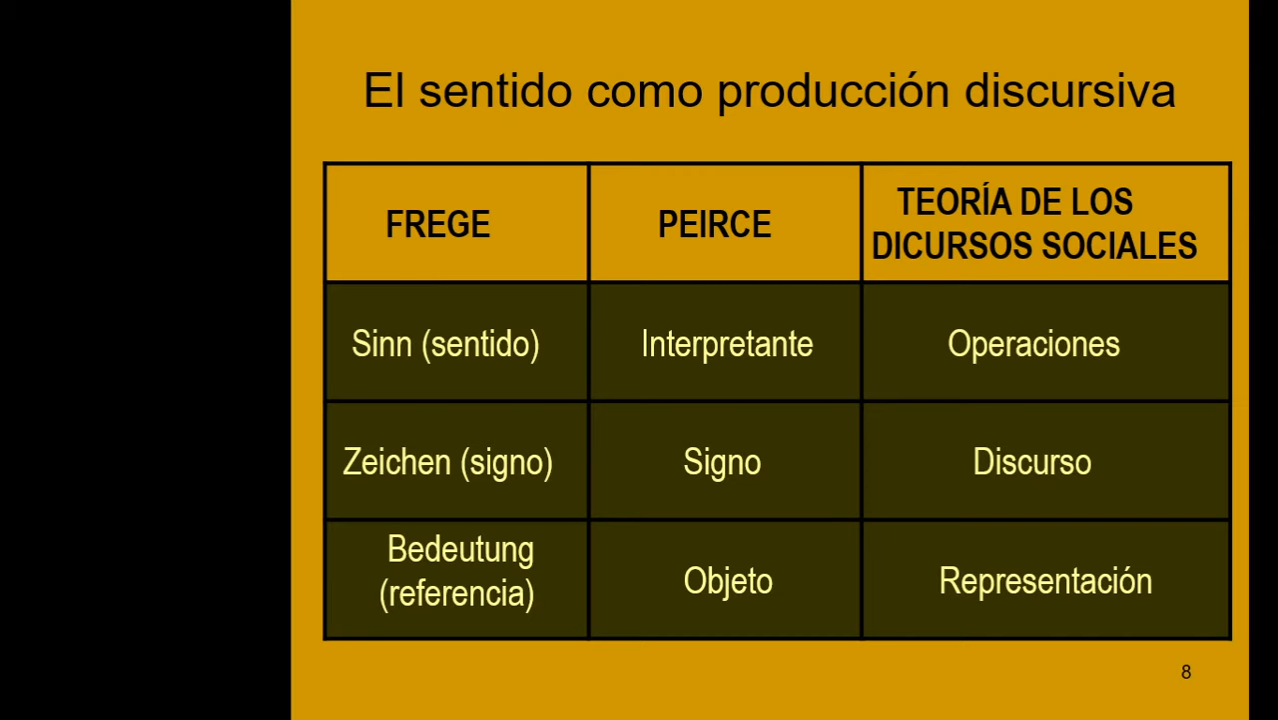 El sentido como producción discursiva
FREGE
PEIRCE
TEORÍA DE LOS
DICURSOS SOCIALES
Sinn (sentido)
Interpretante
Operaciones
Zeichen (signo)
Signo
Discurso
Bedeutung
(referencia)
Objeto
Representación
8